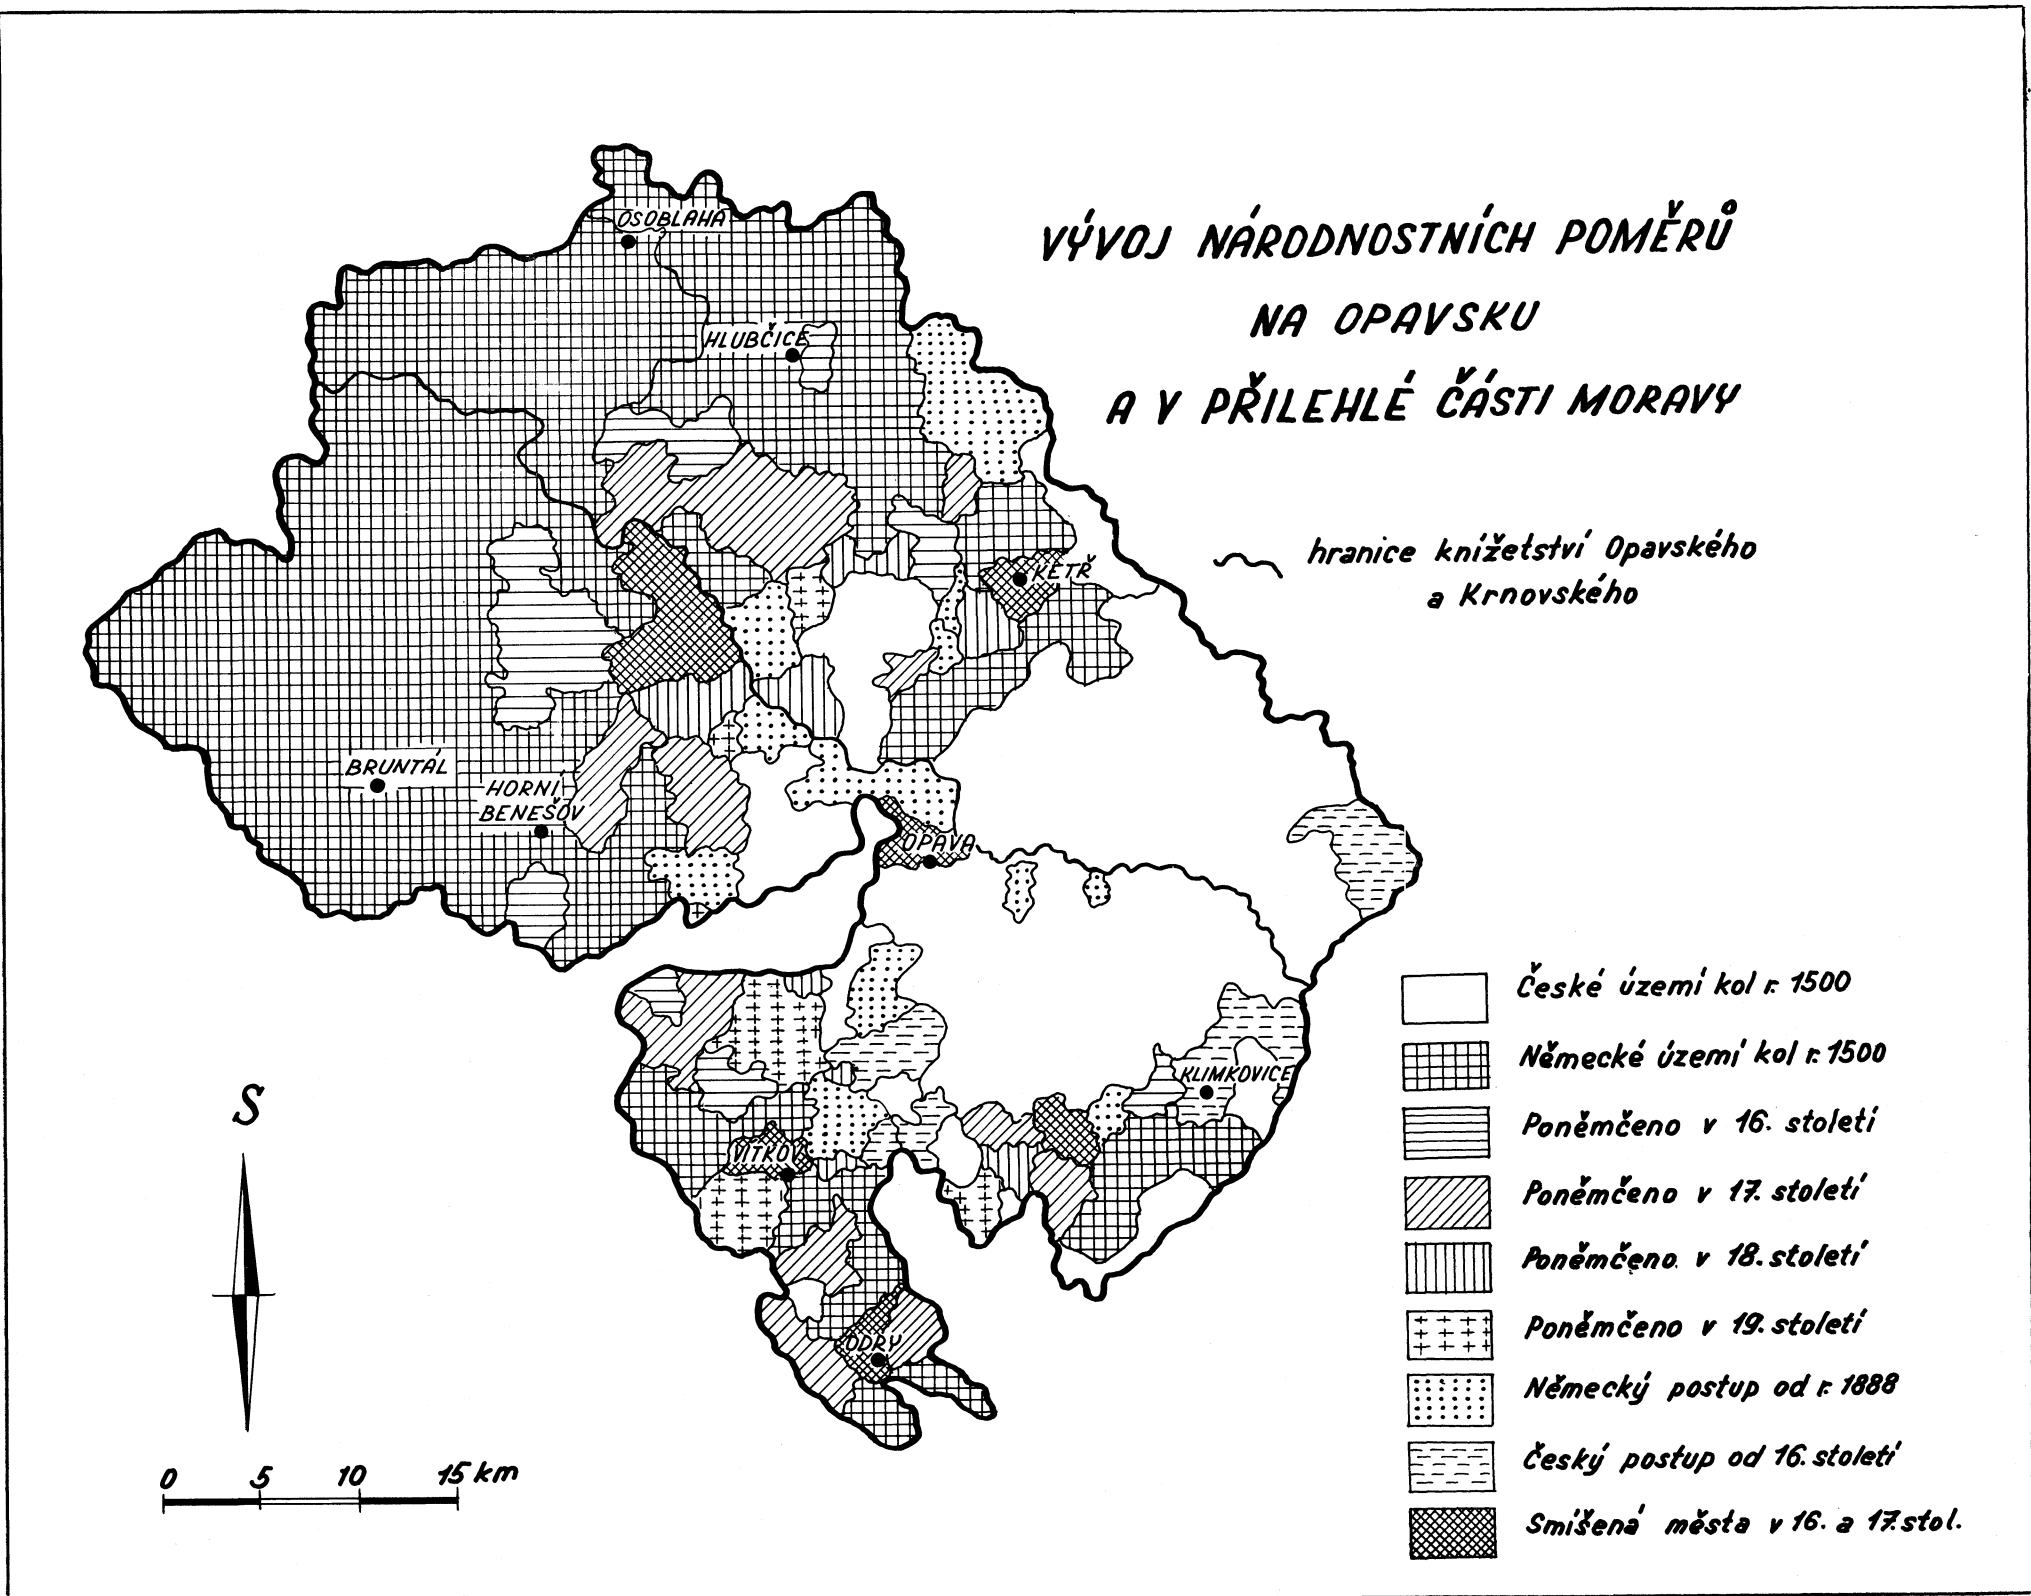 VÝVOJ NÁRODNOSTNÍCH POMĚRŮ
NA OPAVSKU
A V PŘILEHLÉ ČÁSTI MORAVY
hranice knížetství Opavského
a Krnovského
OSOBLAHA
HLUBČICE
KETŘ
BRUNTÁL
HORNÍ
BENEŠOV
OPAVA
KLIMKOVICE
VÍTKOV
ODRY
S
0 5 10 15 km
České území kol r. 1500
Německé území kol r. 1500
Poněmčeno v 16. století
Poněmčeno v 17. století
Poněmčeno v 18. století
Poněmčeno v 19. století
Německý postup od r. 1888
Český postup od 16. století
Smíšená města v 16. a 17. stol.